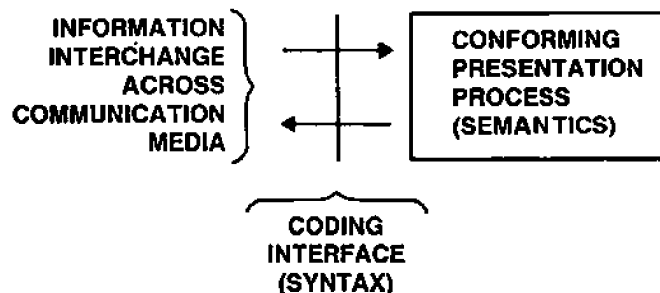 INFORMATION
INTERCHANGE
ACROSS
COMMUNICATION
MEDIA
CONFORMING
PRESENTATION
PROCESS
(SEMANTICS)
CODING
INTERFACE
(SYNTAX)